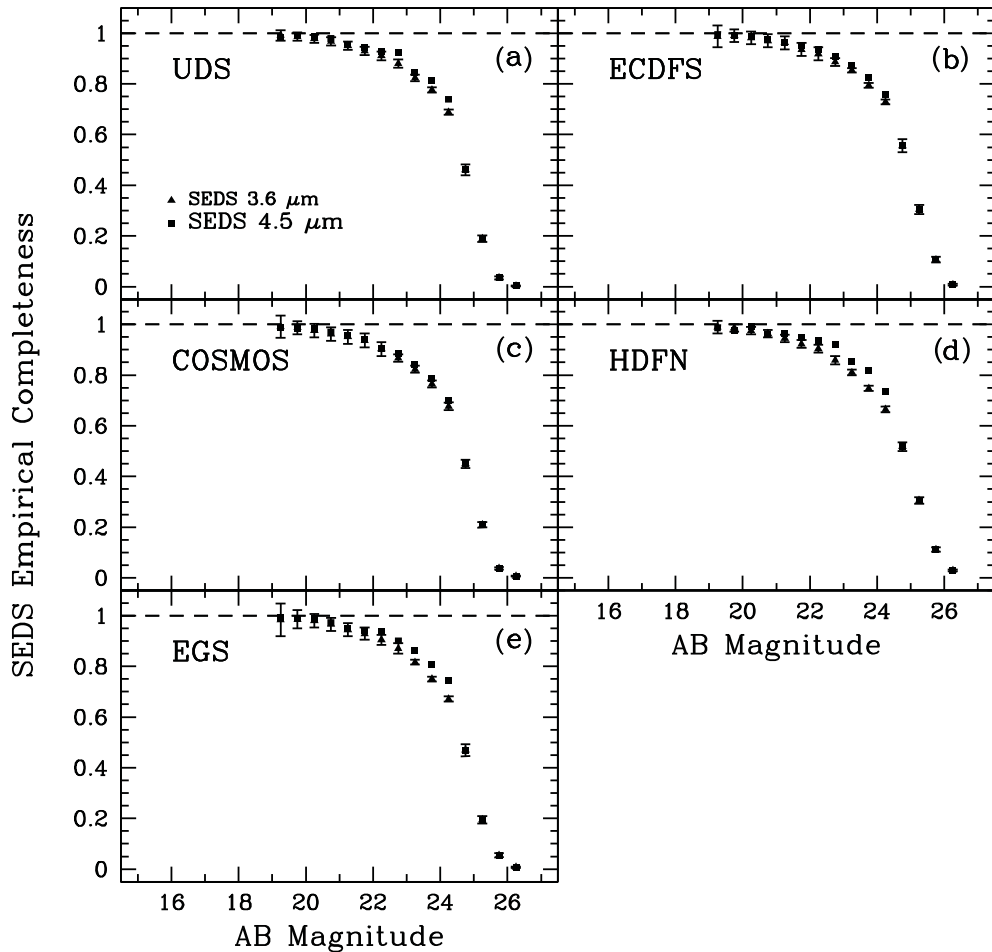 SEDS Empirical Completeness
1
0.8
0.6
0.4
0.2
0
UDS
(a)
SEDS 3.6 μm
SEDS 4.5 μm
ECDFS
(b)
1
0.8
0.6
0.4
0.2
0
COSMOS
(c)
HDFN
(d)
16 18 20 22 24 26
AB Magnitude
1
0.8
0.6
0.4
0.2
0
EGS
(e)
16 18 20 22 24 26
AB Magnitude